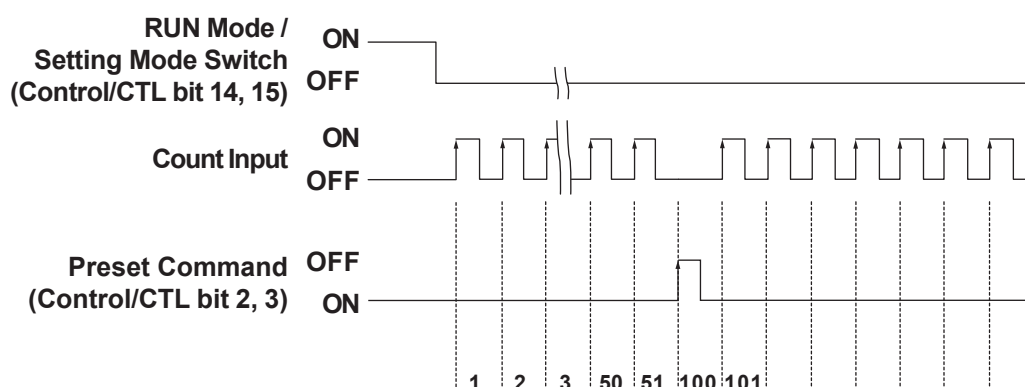 RUN Mode /
Setting Mode Switch
(Control/CTL bit 14, 15)
ON
OFF
Count Input
ON
OFF
Preset Command
(Control/CTL bit 2, 3)
OFF
ON
1 2 3 50 51 100 101